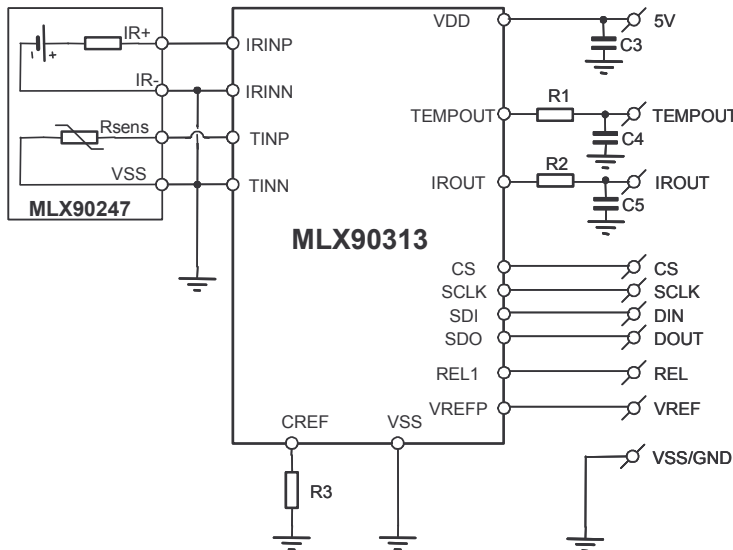 VDD
5V
IR+
IRINP
C3
IR-
IRINN
TEMPOUT
R1
TEMPOUT
Rsens
TINP
C4
VSS
TINN
IROUT
R2
IROUT
MLX90247
C5
MLX90313
CS
CS
SCLK
SCLK
SDI
DIN
SDO
DOUT
REL1
REL
VREFP
VREF
CREF
VSS
VSS/GND
R3